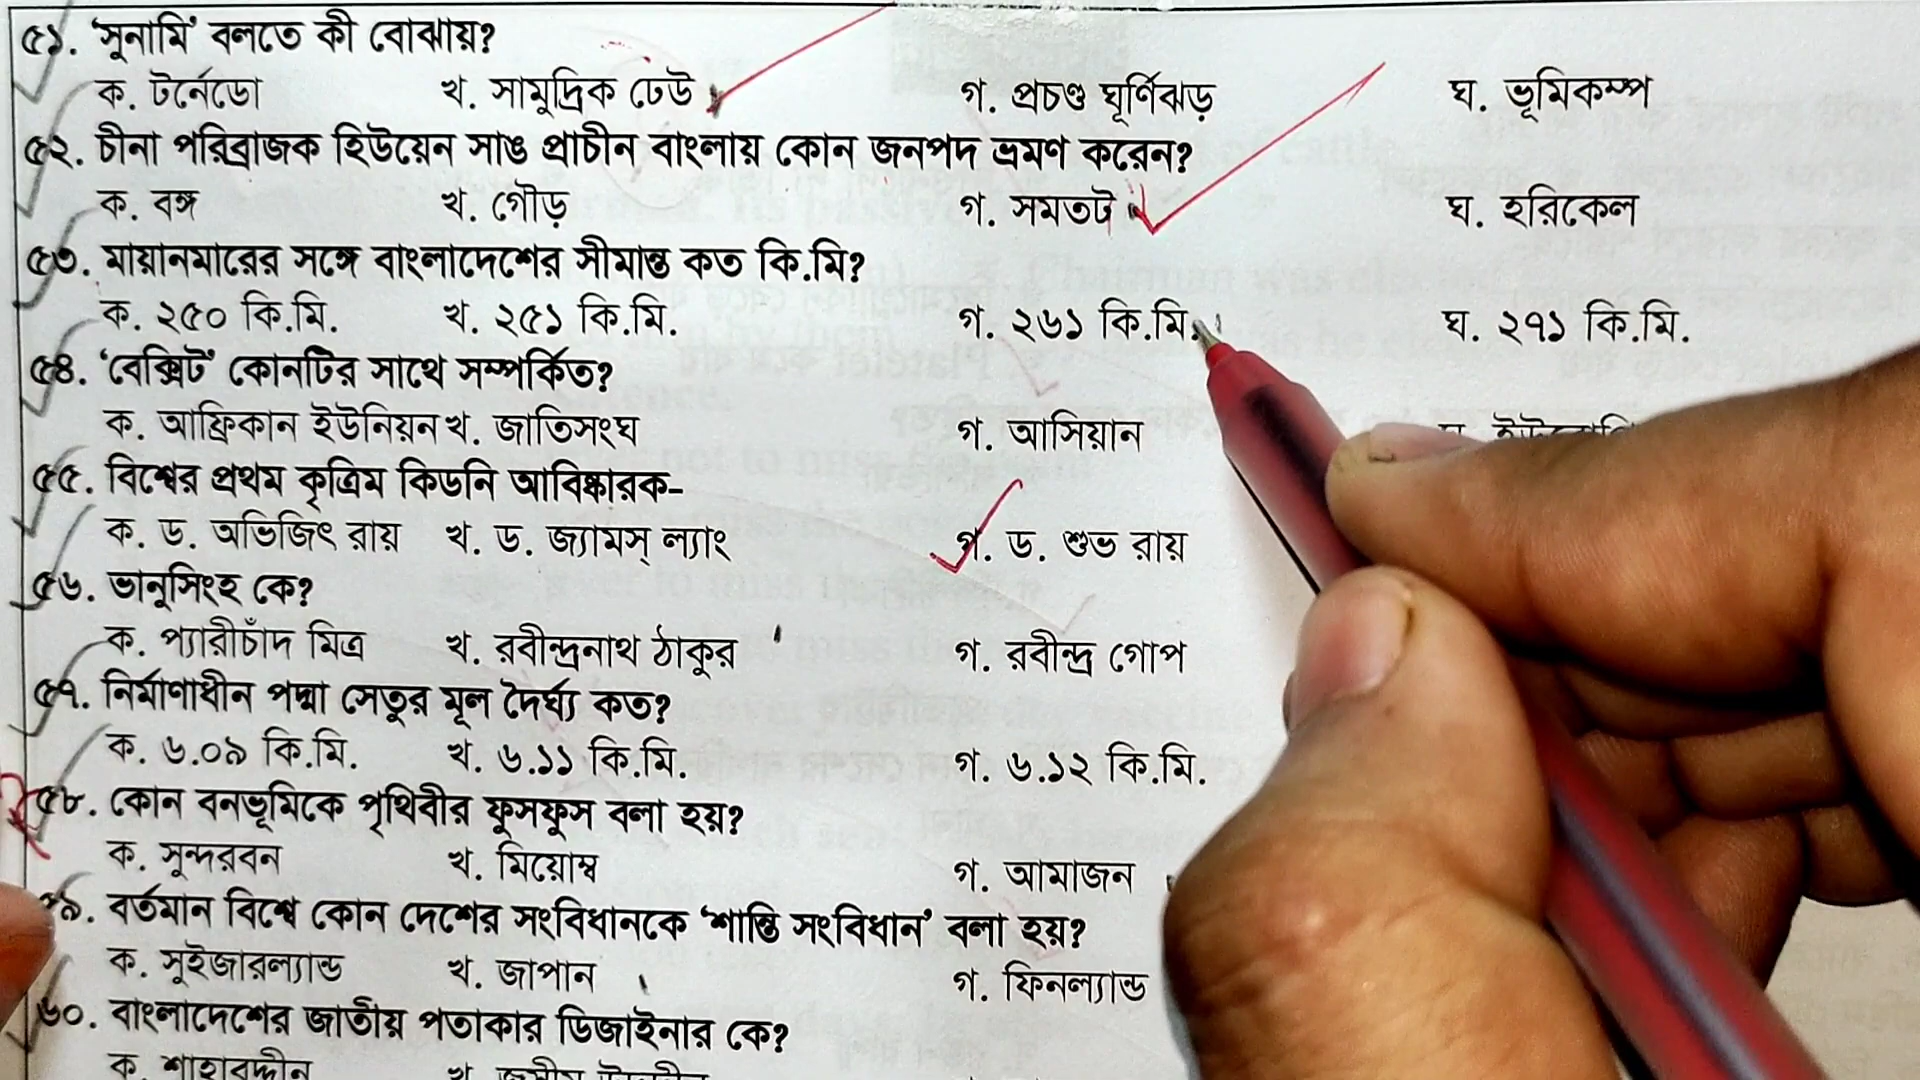 ৫১. ‘সুনামি’ বলতে কী বোঝায়?
ক. টর্নেডো খ. সামুদ্রিক ঢেউ গ. প্রচণ্ড ঘূর্ণিঝড় ঘ. ভূমিকম্প
৫২. চীনা পরিব্রাজক হিউয়েন সাঙ প্রাচীন বাংলায় কোন জনপদ ভ্রমণ করেন?
ক. বঙ্গ খ. গৌড় গ. সমতট ঘ. হরিকেল
৫৩. মায়ানমারের সঙ্গে বাংলাদেশের সীমান্ত কত কি.মি?
ক. ২৫০ কি.মি. খ. ২৫১ কি.মি. গ. ২৬১ কি.মি. ঘ. ২৭১ কি.মি.
৫৪. ‘বেক্সিট’ কোনটির সাথে সম্পর্কিত?
ক. আফ্রিকান ইউনিয়ন খ. জাতিসংঘ গ. আসিয়ান
৫৫. বিশ্বের প্রথম কৃত্রিম কিডনি আবিষ্কারক-
ক. ড. অভিজিৎ রায় খ. ড. জ্যামস্ ল্যাং গ. ড. শুভ রায়
৫৬. ভানুসিংহ কে?
ক. প্যারীচাঁদ মিত্র খ. রবীন্দ্রনাথ ঠাকুর গ. রবীন্দ্র গোপ
৫৭. নির্মাণাধীন পদ্মা সেতুর মূল দৈর্ঘ্য কত?
ক. ৬.০৯ কি.মি. খ. ৬.১১ কি.মি. গ. ৬.১২ কি.মি.
৫৮. কোন বনভূমিকে পৃথিবীর ফুসফুস বলা হয়?
ক. সুন্দরবন খ. মিয়োম্ব গ. আমাজন
৫৯. বর্তমান বিশ্বে কোন দেশের সংবিধানকে ‘শান্তি সংবিধান’ বলা হয়?
ক. সুইজারল্যান্ড খ. জাপান গ. ফিনল্যান্ড
৬০. বাংলাদেশের জাতীয় পতাকার ডিজাইনার কে?
ক. শাহাবুদ্দীন খ.